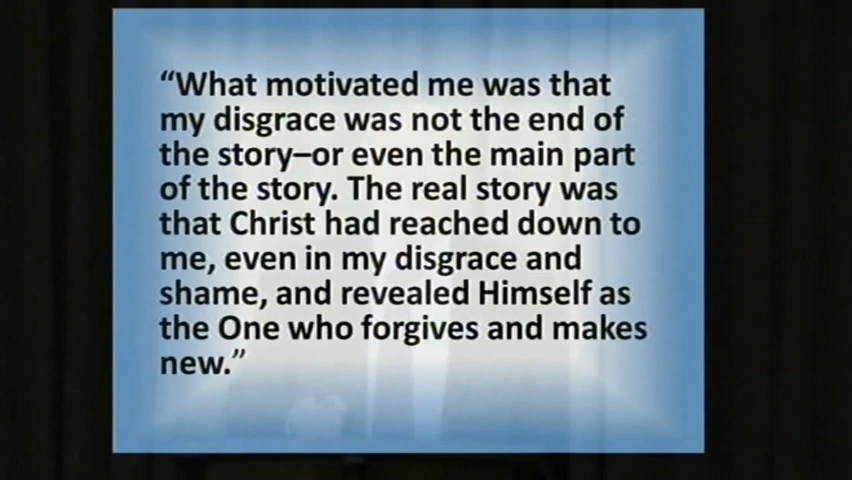 “What motivated me was that
my disgrace was not the end of
the story–or even the main part
of the story. The real story was
that Christ had reached down to
me, even in my disgrace and
shame, and revealed Himself as
the One who forgives and makes
new.”